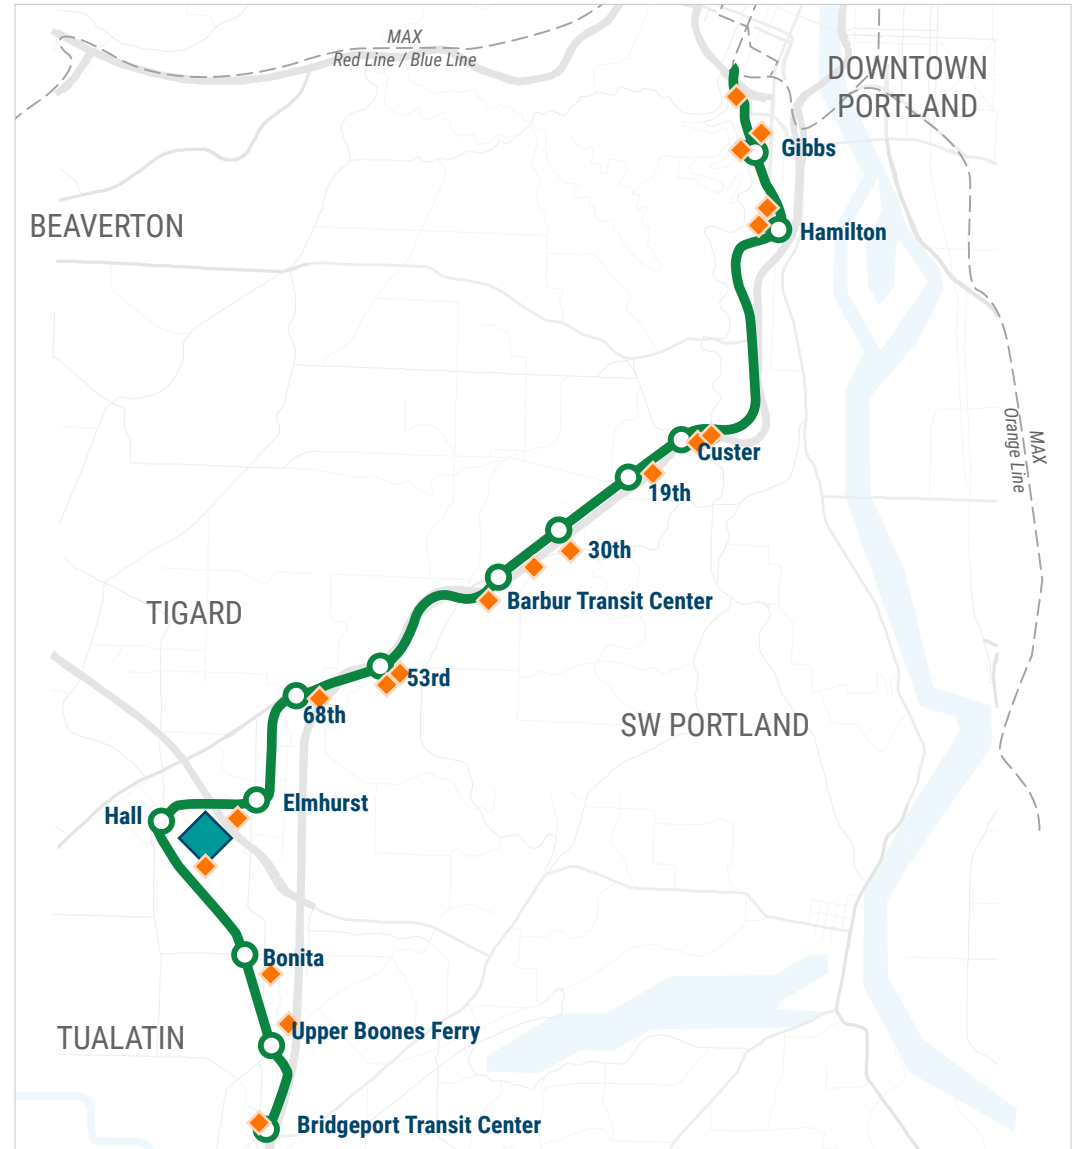 MAX
Red Line / Blue Line
DOWNTOWN
PORTLAND
Gibbs
BEAVERTON
Hamilton
MAX
Orange Line
Custer
19th
30th
Barbur Transit Center
TIGARD
53rd
68th
SW PORTLAND
Elmhurst
Hall
Bonita
Upper Boones Ferry
TUALATIN
Bridgeport Transit Center